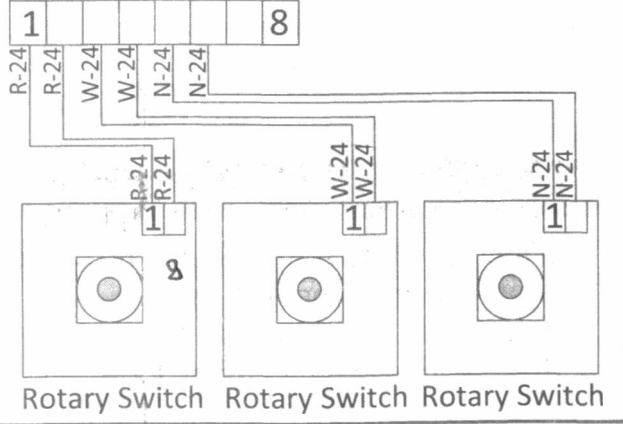 1 8
R-24 R-24 W-24 W-24 N-24 N-24
R-24 R-24 W-24 W-24 N-24 N-24
1 1 1
8
Rotary Switch Rotary Switch Rotary Switch